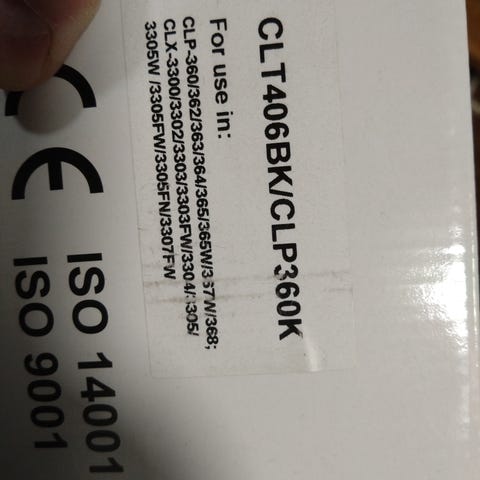 CLT406BK/CLP360K
For use in:
CLP-360/362/363/364/365/365W/367W/368;
CLX-3300/3302/3303/3303FW/3304/3305/
3305W /3305FW/3305FN/3307FW
CE
ISO 14001
ISO 9001